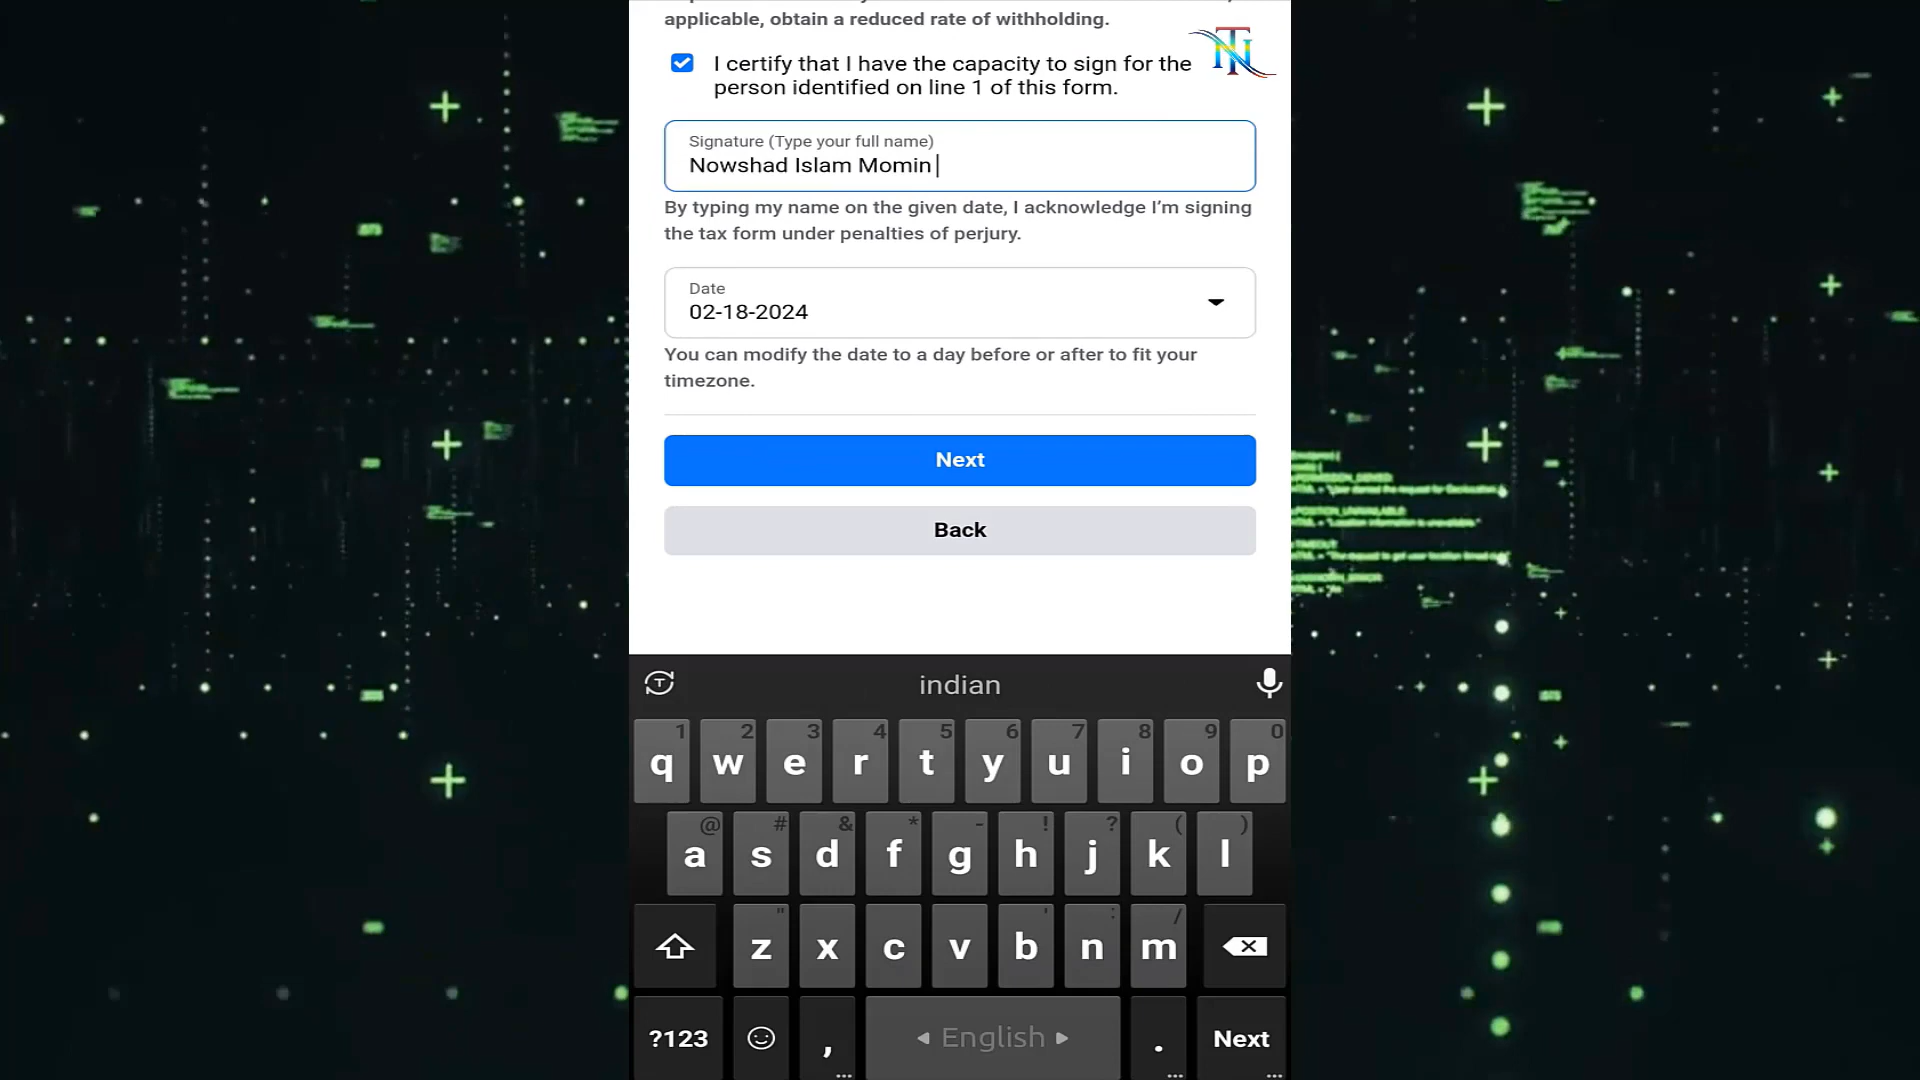 applicable, obtain a reduced rate of withholding.
I certify that I have the capacity to sign for the
person identified on line 1 of this form.
Signature (Type your full name)
Nowshad Islam Momin
By typing my name on the given date, I acknowledge I'm signing
the tax form under penalties of perjury.
Date
02-18-2024
You can modify the date to a day before or after to fit your
timezone.
Next
Back
indian
1 2 3 4 5 6 7 8 9 0
q w e r t y u i o p
@ # & * - ! ? ( )
a s d f g h j k l
" ' : /
z x c v b n m
?123 , English . Next